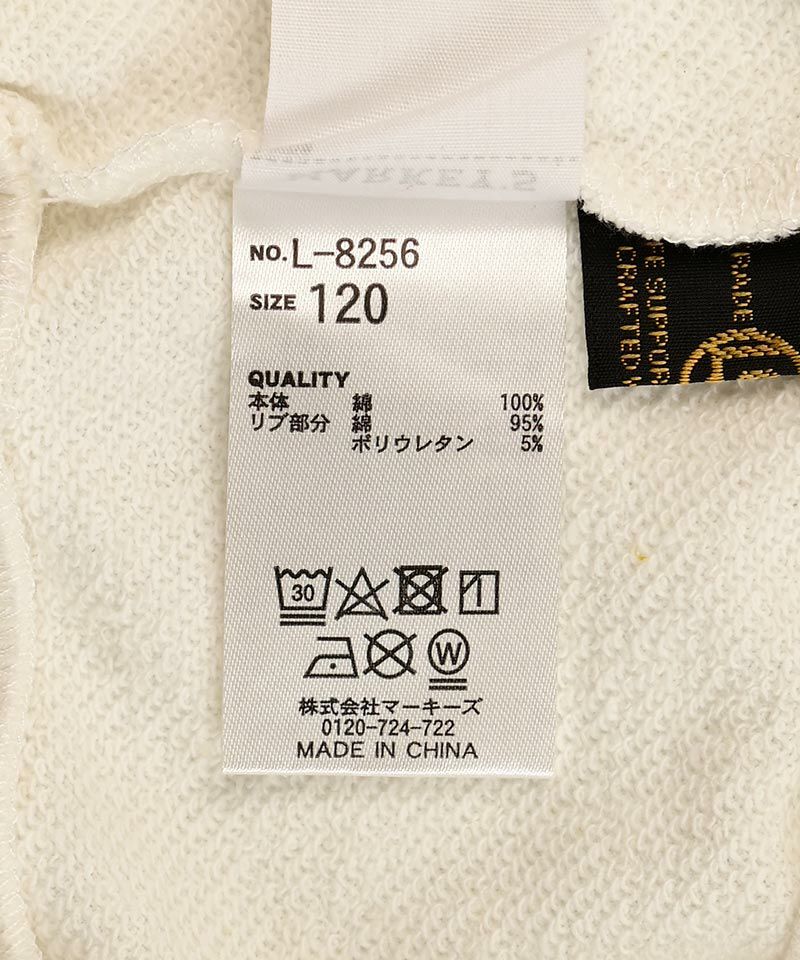 MARKEY'S
NO. L-8256
SIZE 120
QUALITY
本体 綿 100%
リブ部分 綿 95%
ポリウレタン 5%
30
W
株式会社マーキーズ
0120-724-722
MADE IN CHINA
CRAFTED